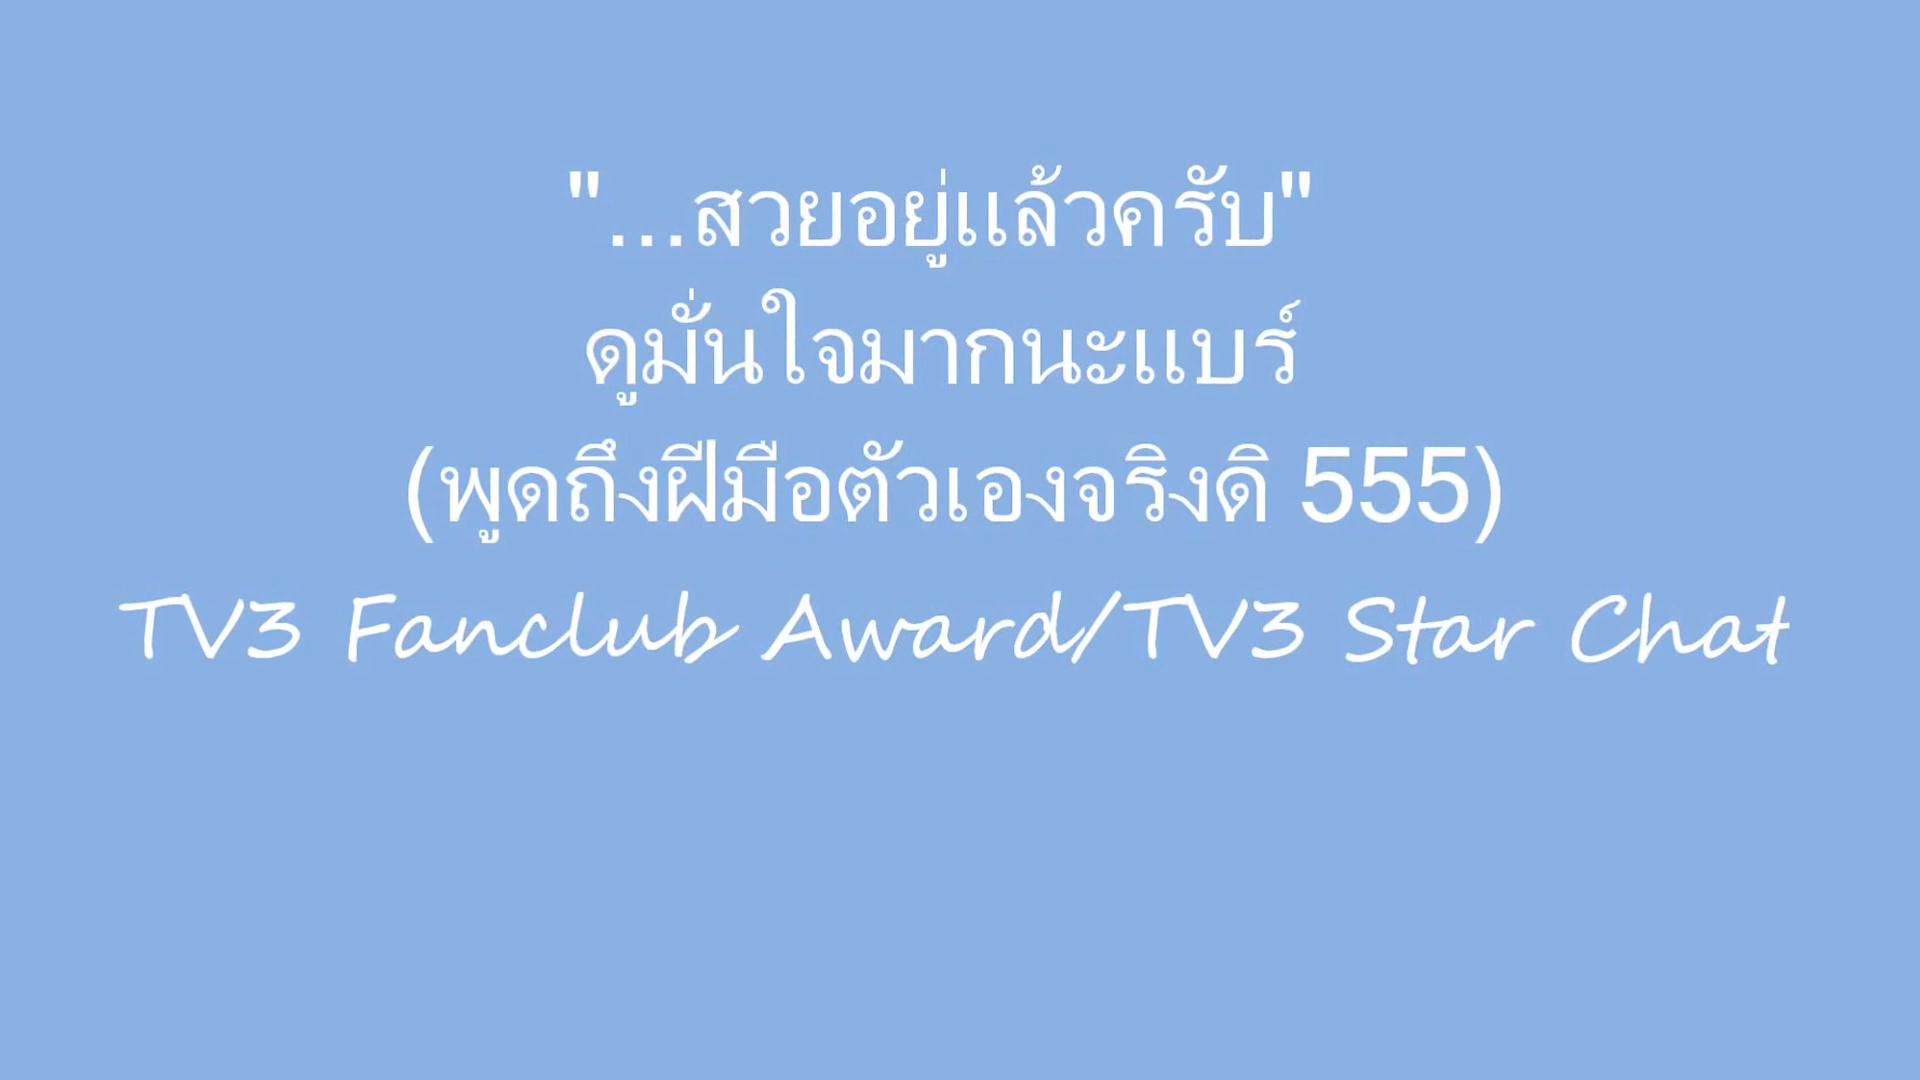 "...สวยอยู่แล้วครับ"
ดูมั่นใจมากนะแบร์
(พูดถึงฝีมือตัวเองจริงดิ 555)
TV3 Fanclub Award/TV3 Star Chat